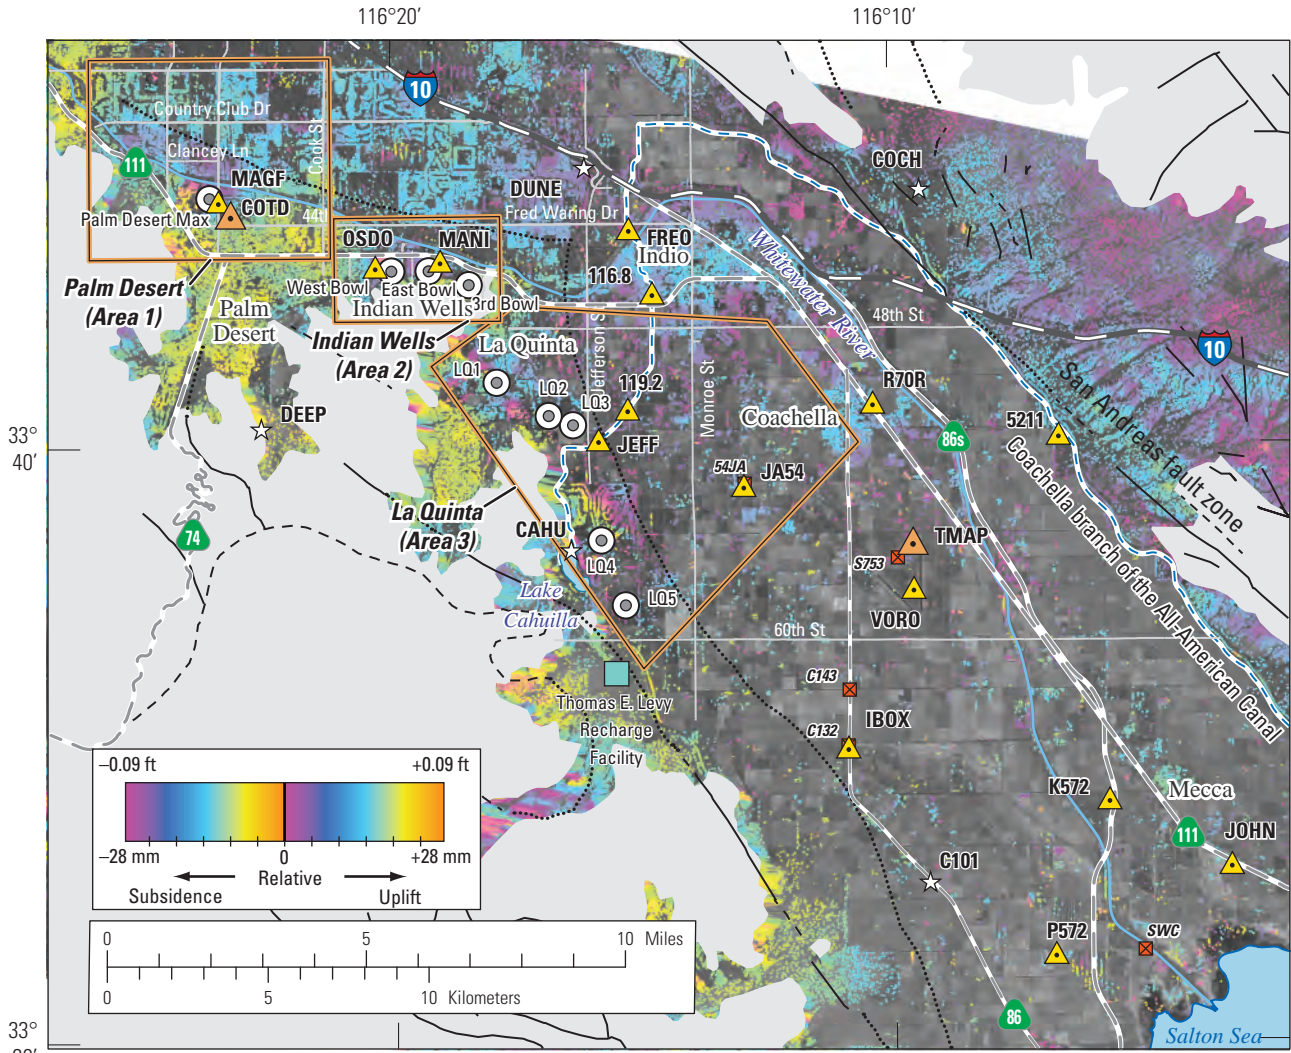 116°20'
116°10'
10
Country Club Dr
Cook St
Clancey Ln
111
MAGF
COTD
Palm Desert Max
44th
COCH
DUNE
Fred Waring Dr
FREO
Indio
Whitewater River
OSDO
MANI
116.8
West Bowl
East Bowl
3rd Bowl
Indian Wells
Palm Desert
(Area 1)
Palm
Desert
Indian Wells
(Area 2)
48th St
10
La Quinta
Jefferson S
Monroe St
LQ1
LQ2
LQ3
119.2
R70R
San Andreas fault zone
DEEP
Coachella
86s
5211
33°
40'
JEFF
54JA
JA54
Coachella branch of the All-American Canal
La Quinta
(Area 3)
CAHU
74
TMAP
S753
LQ4
Lake
Cahuilla
LQ5
VORO
60th St
C143
Thomas E. Levy
Recharge
Facility
IBOX
C132
–0.09 ft
+0.09 ft
–28 mm
0
+28 mm
Relative
Subsidence
Uplift
K572
Mecca
111
JOHN
C101
0
5
10 Miles
0
5
10 Kilometers
P572
SWC
86
Salton Sea
33°